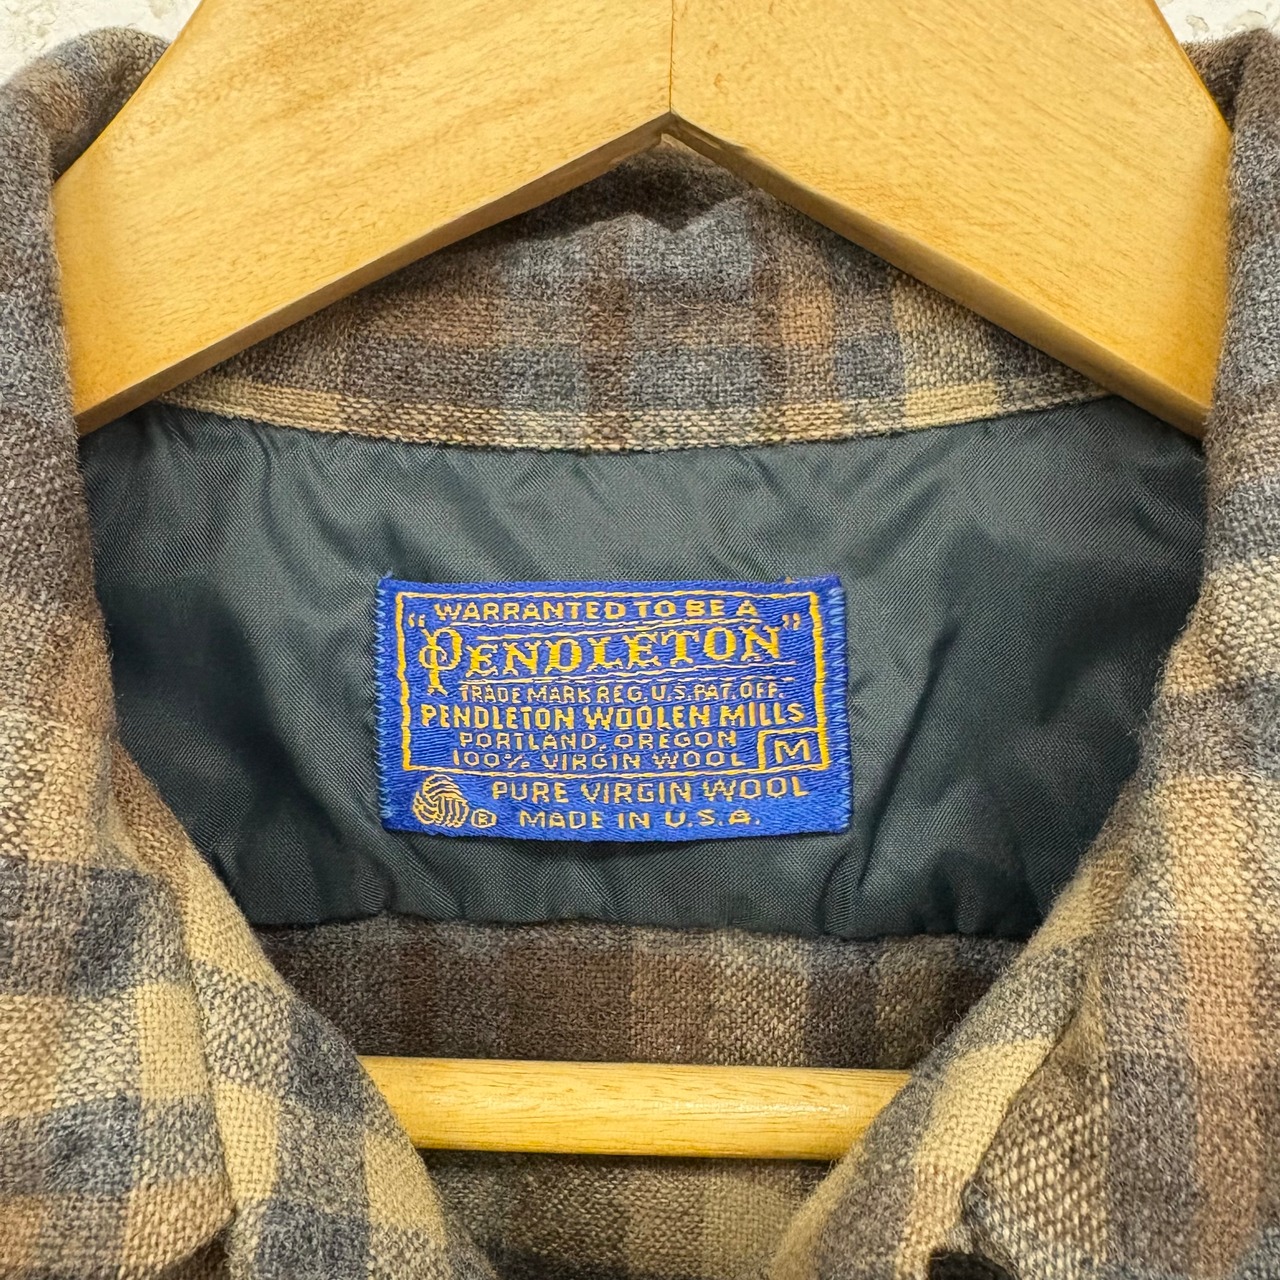 WARRANTED TO BE A
"PENDLETON"
TRADE MARK REG. U.S. PAT. OFF.
PENDLETON WOOLEN MILLS
PORTLAND, OREGON
100% VIRGIN WOOL M
PURE VIRGIN WOOL
® MADE IN U.S.A.